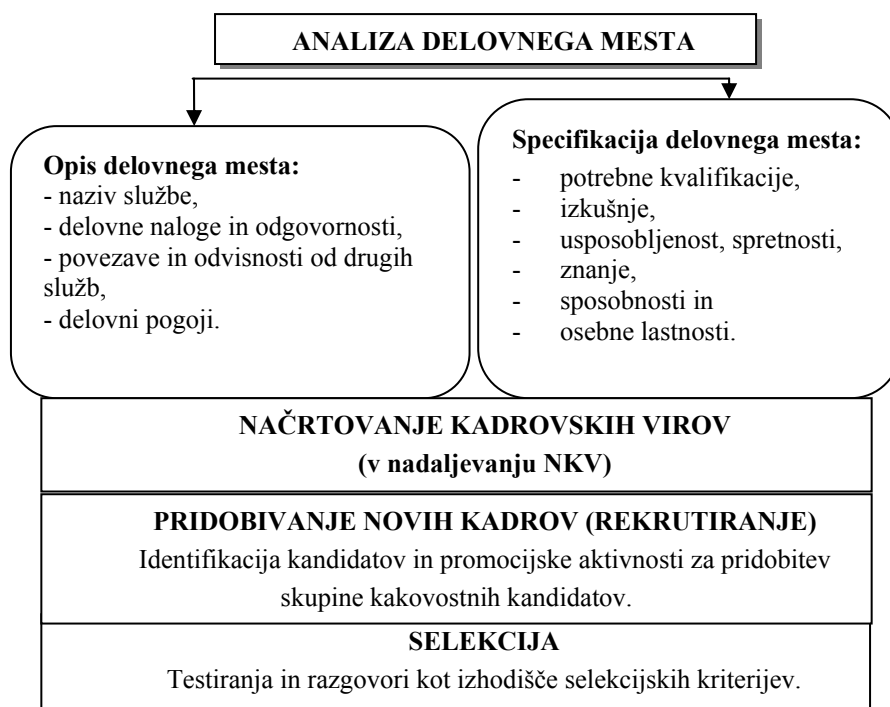 ANALIZA DELOVNEGA MESTA
Opis delovnega mesta:
- naziv službe,
- delovne naloge in odgovornosti,
- povezave in odvisnosti od drugih
služb,
- delovni pogoji.
Specifikacija delovnega mesta:
- potrebne kvalifikacije,
- izkušnje,
- usposobljenost, spretnosti,
- znanje,
- sposobnosti in
- osebne lastnosti.
NAČRTOVANJE KADROVSKIH VIROV
(v nadaljevanju NKV)
PRIDOBIVANJE NOVIH KADROV (REKRUTIRANJE)
Identifikacija kandidatov in promocijske aktivnosti za pridobitev
skupine kakovostnih kandidatov.
SELEKCIJA
Testiranja in razgovori kot izhodišče selekcijskih kriterijev.